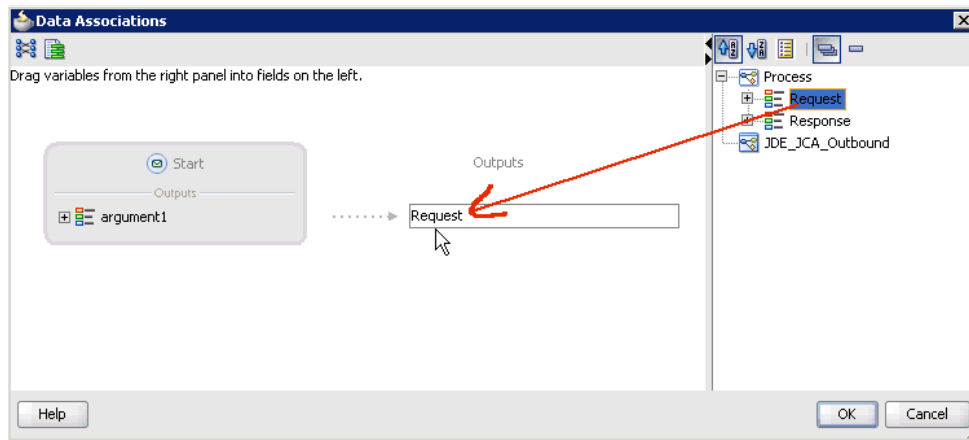 Data Associations
Drag variables from the right panel into fields on the left.
Start
Outputs
argument1
Outputs
Request
Process
Request
Response
JDE_JCA_Outbound
Help
OK
Cancel